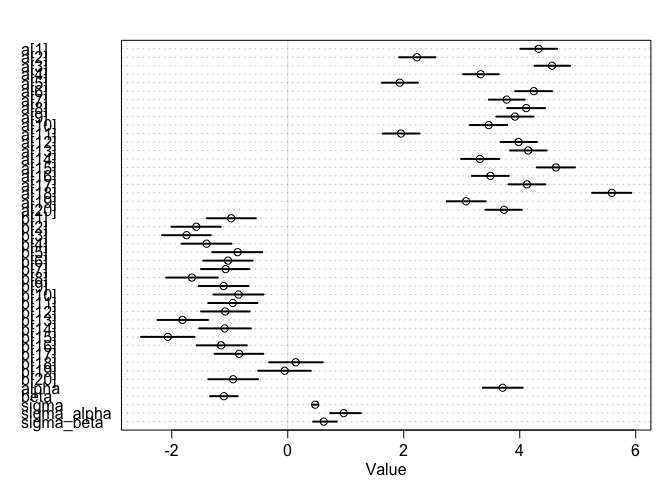 a[1]
a[2]
a[3]
a[4]
a[5]
a[6]
a[7]
a[8]
a[9]
a[10]
a[11]
a[12]
a[13]
a[14]
a[15]
a[16]
a[17]
a[18]
a[19]
a[20]
b[1]
b[2]
b[3]
b[4]
b[5]
b[6]
b[7]
b[8]
b[9]
b[10]
b[11]
b[12]
b[13]
b[14]
b[15]
b[16]
b[17]
b[18]
b[19]
b[20]
alpha
beta
sigma
sigma_alpha
sigma_beta
-2 0 2 4 6
Value